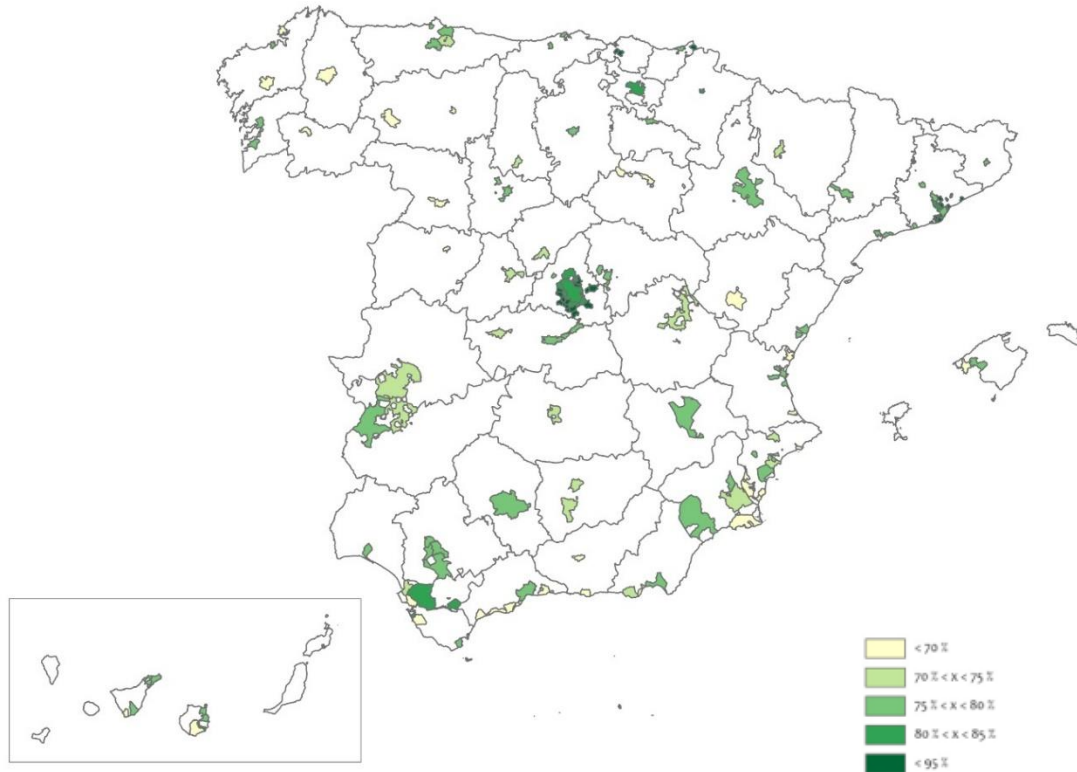 < 70 %
70 % < x < 75 %
75 % < x < 80 %
80 % < x < 85 %
< 95 %